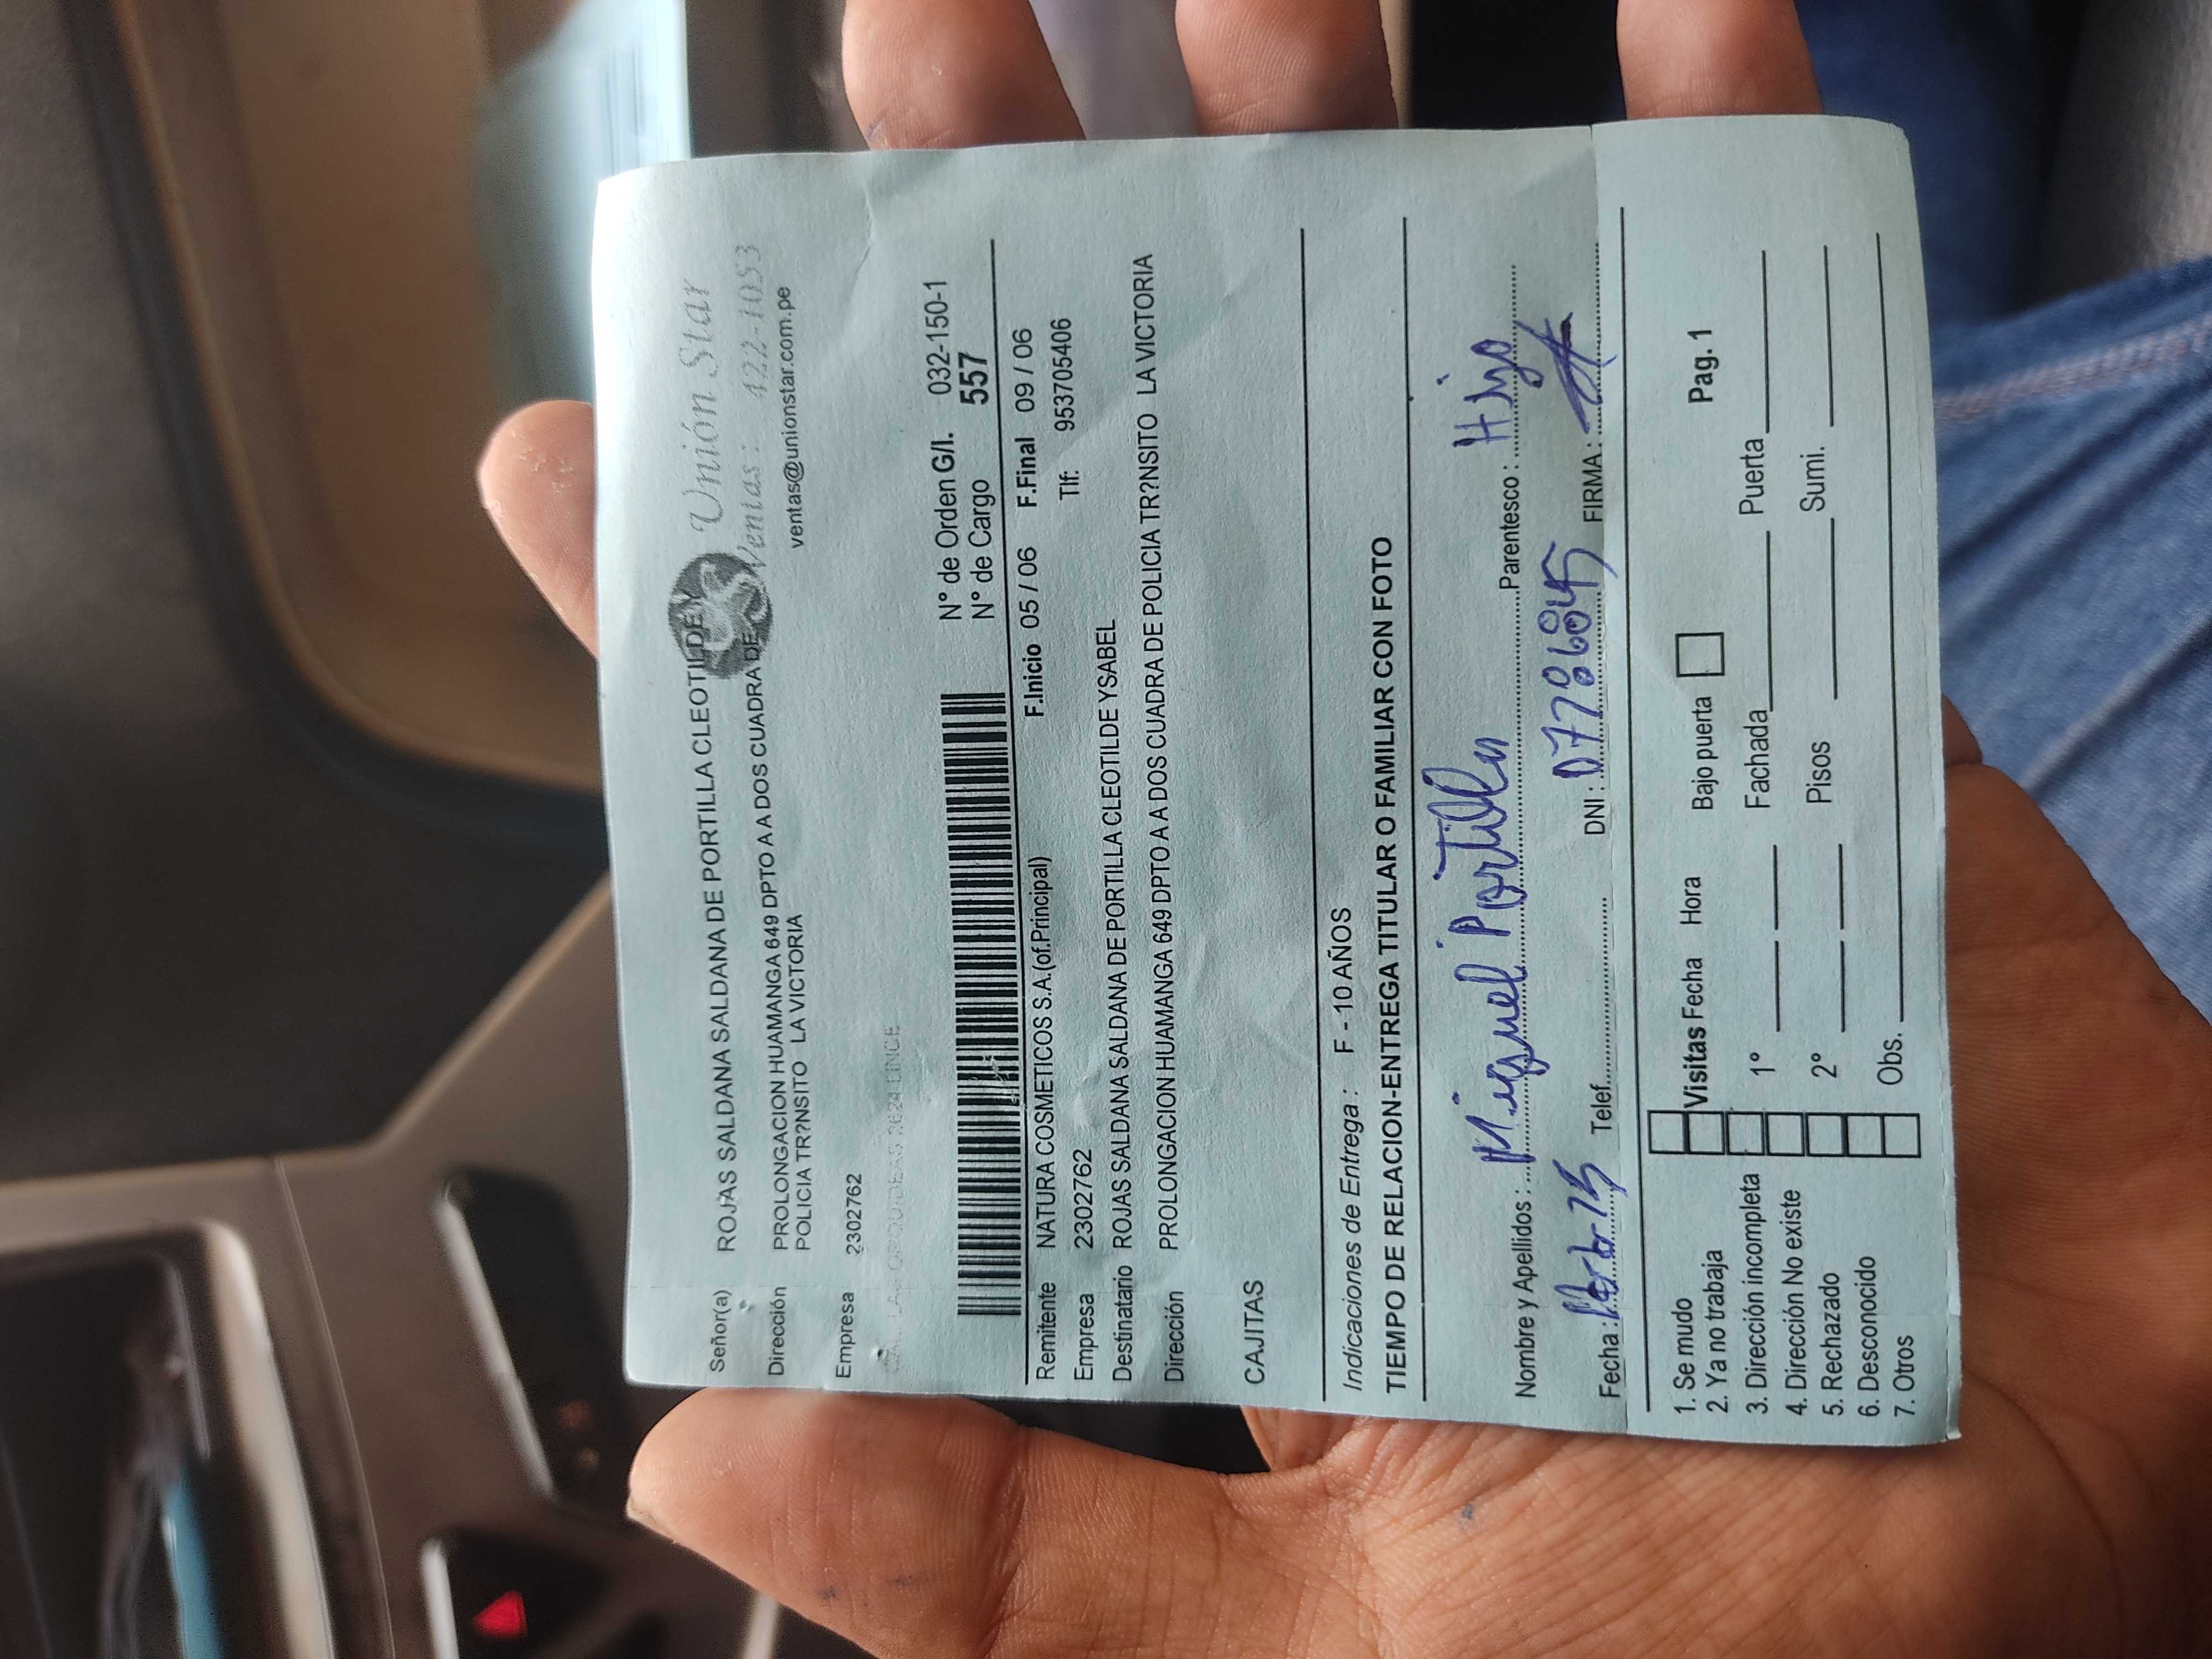 Unión Star
Ventas: 422-1053
ventas@unionstar.com.pe
Señor(a) ROJAS SALDANA SALDANA DE PORTILLA CLEOTILDE
Dirección PROLONGACION HUAMANGA 649 DPTO A A DOS CUADRA DE
POLICIA TR?NSITO LA VICTORIA
Empresa 2302762
2624 LINCE
N° de Orden G/I. 032-150-1
N° de Cargo 557
F.Inicio 05 / 06 F.Final 09 / 06
Remitente NATURA COSMETICOS S.A.(of.Principal)
Tlf: 953705406
Empresa 2302762
Destinatario ROJAS SALDANA SALDANA DE PORTILLA CLEOTILDE YSABEL
Dirección PROLONGACION HUAMANGA 649 DPTO A A DOS CUADRA DE POLICIA TR?NSITO LA VICTORIA
CAJITAS
Indicaciones de Entrega : F - 10 AÑOS
TIEMPO DE RELACION-ENTREGA TITULAR O FAMILIAR CON FOTO
Nombre y Apellidos : Miguel Portilla Parentesco : Hijo
Fecha : Telef. DNI : FIRMA :
1. Se mudo
2. Ya no trabaja
3. Dirección incompleta
4. Dirección No existe
5. Rechazado
6. Desconocido
7. Otros
Visitas Fecha Hora Bajo puerta Pag. 1
1° Fachada Puerta
2° Pisos Sumi.
Obs.